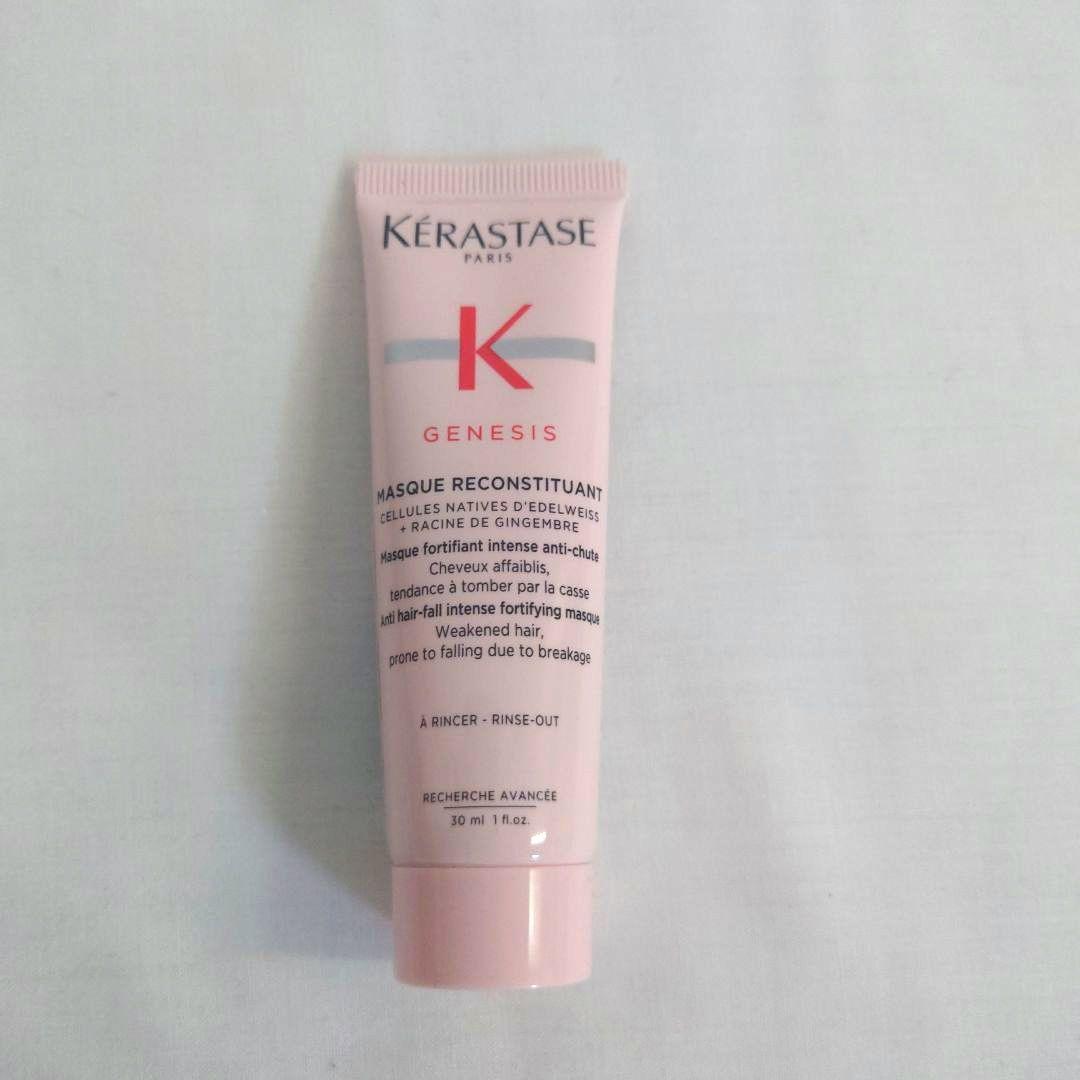 KÉRASTASE
PARIS
K
GENESIS
MASQUE RECONSTITUANT
CELLULES NATIVES D'EDELWEISS
+ RACINE DE GINGEMBRE
Masque fortifiant intense anti-chute
Cheveux affaiblis,
tendance à tomber par la casse
Anti hair-fall intense fortifying masque
Weakened hair,
prone to falling due to breakage
À RINCER - RINSE-OUT
RECHERCHE AVANCÉE
30 ml 1 fl.oz.